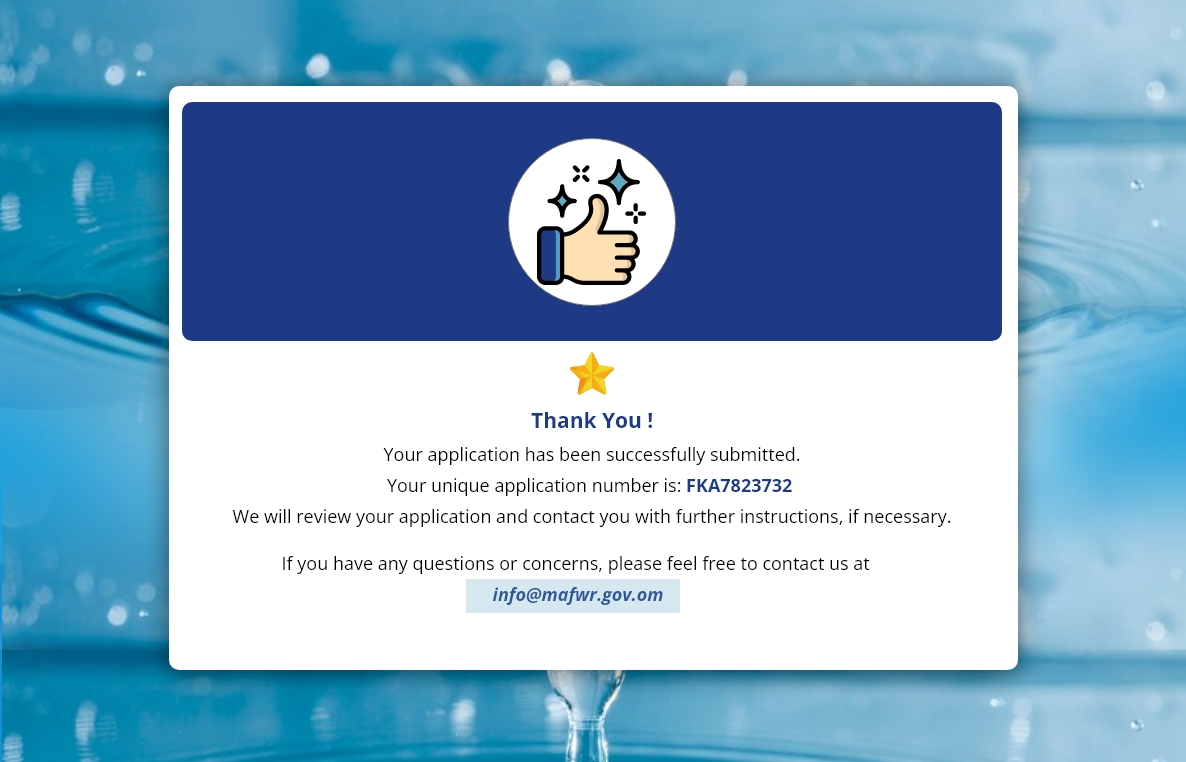 Thank You !
Your application has been successfully submitted.
Your unique application number is: FKA7823732
We will review your application and contact you with further instructions, if necessary.
If you have any questions or concerns, please feel free to contact us at
info@mafwr.gov.om